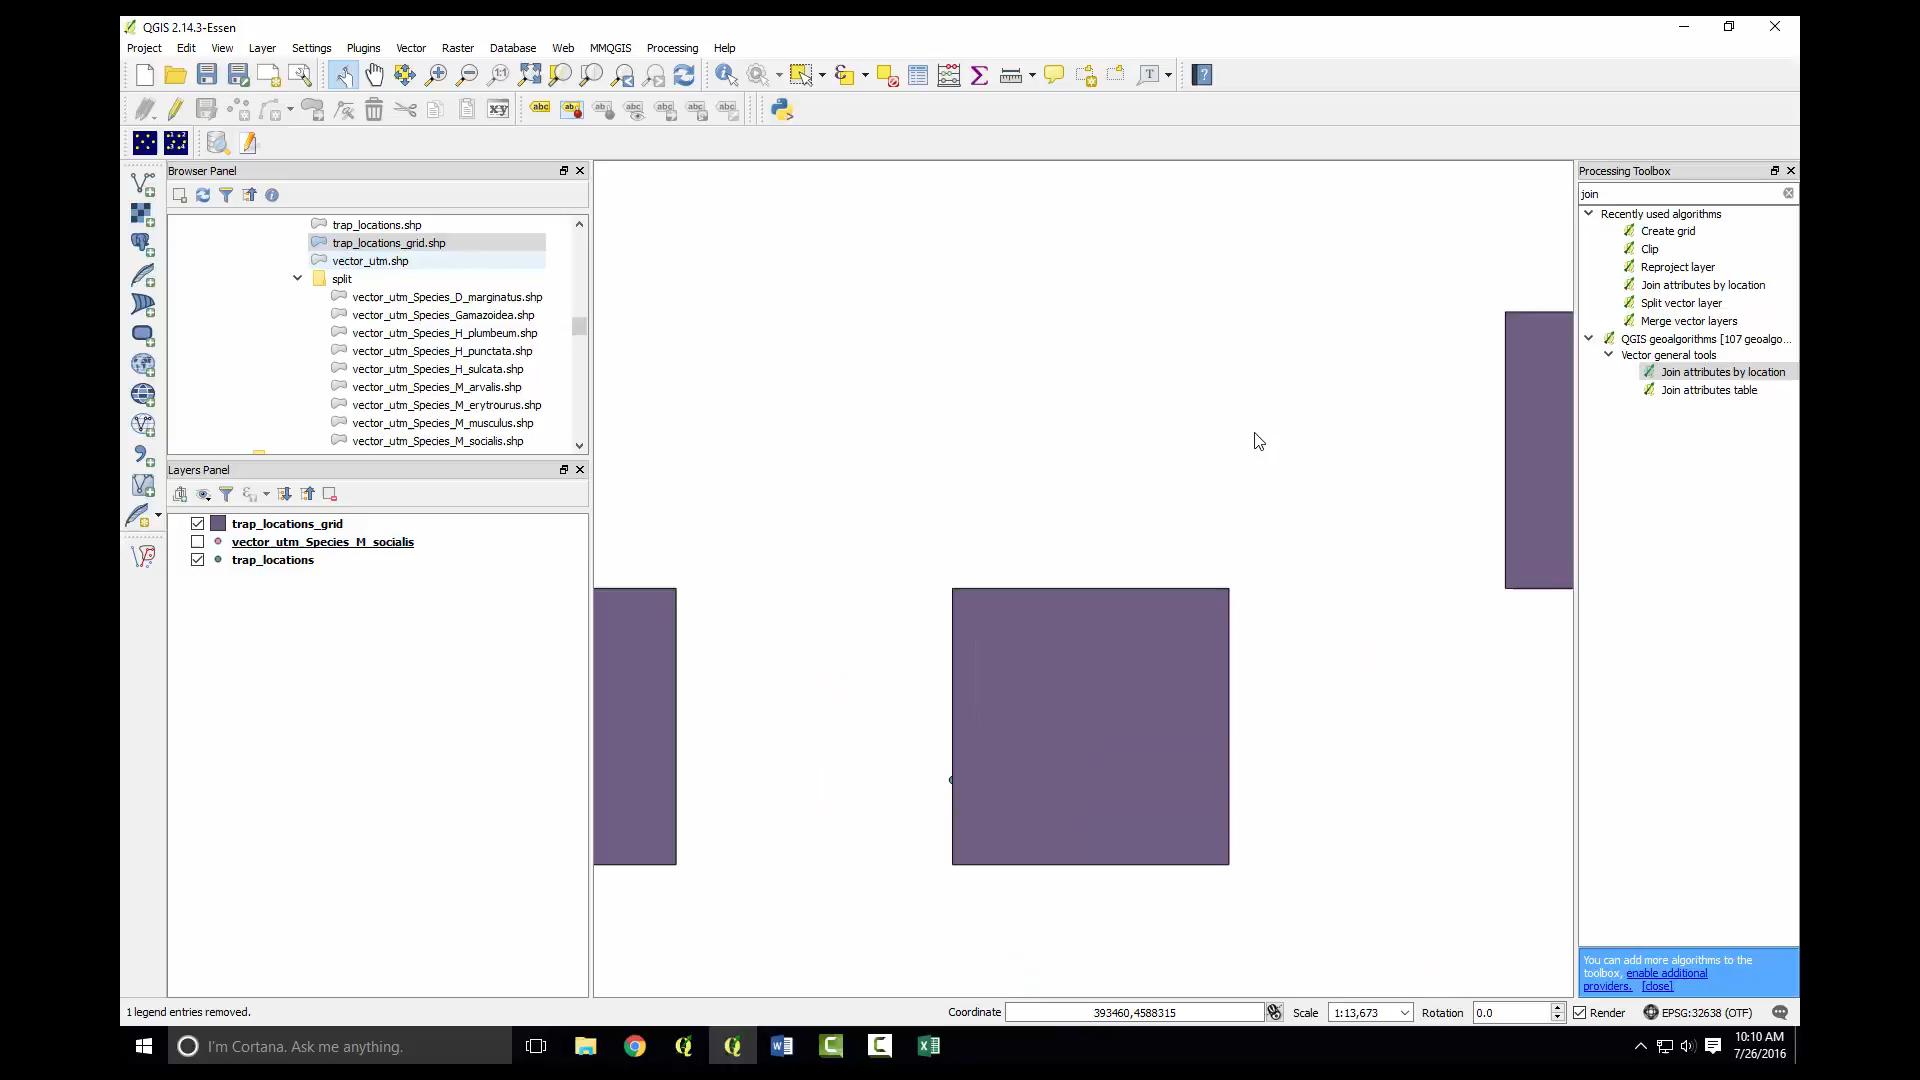 QGIS 2.14.3-Essen
Project Edit View Layer Settings Plugins Vector Raster Database Web MMQGIS Processing Help
Browser Panel
trap_locations.shp
trap_locations_grid.shp
vector_utm.shp
split
vector_utm_Species_D_marginatus.shp
vector_utm_Species_Gamazoidea.shp
vector_utm_Species_H_plumbeum.shp
vector_utm_Species_H_punctata.shp
vector_utm_Species_H_sulcata.shp
vector_utm_Species_M_arvalis.shp
vector_utm_Species_M_erytrourus.shp
vector_utm_Species_M_musculus.shp
vector_utm_Species_M_socialis.shp
Layers Panel
trap_locations_grid
vector_utm_Species_M_socialis
trap_locations
Processing Toolbox
join
Recently used algorithms
Create grid
Clip
Reproject layer
Join attributes by location
Split vector layer
Merge vector layers
QGIS geoalgorithms [107 geoalgo...
Vector general tools
Join attributes by location
Join attributes table
You can add more algorithms to the
toolbox, enable additional
providers. [close]
1 legend entries removed. Coordinate 393460,4588315 Scale 1:13,673 Rotation 0.0 Render EPSG:32638 (OTF)
I'm Cortana. Ask me anything.
10:10 AM
7/26/2016